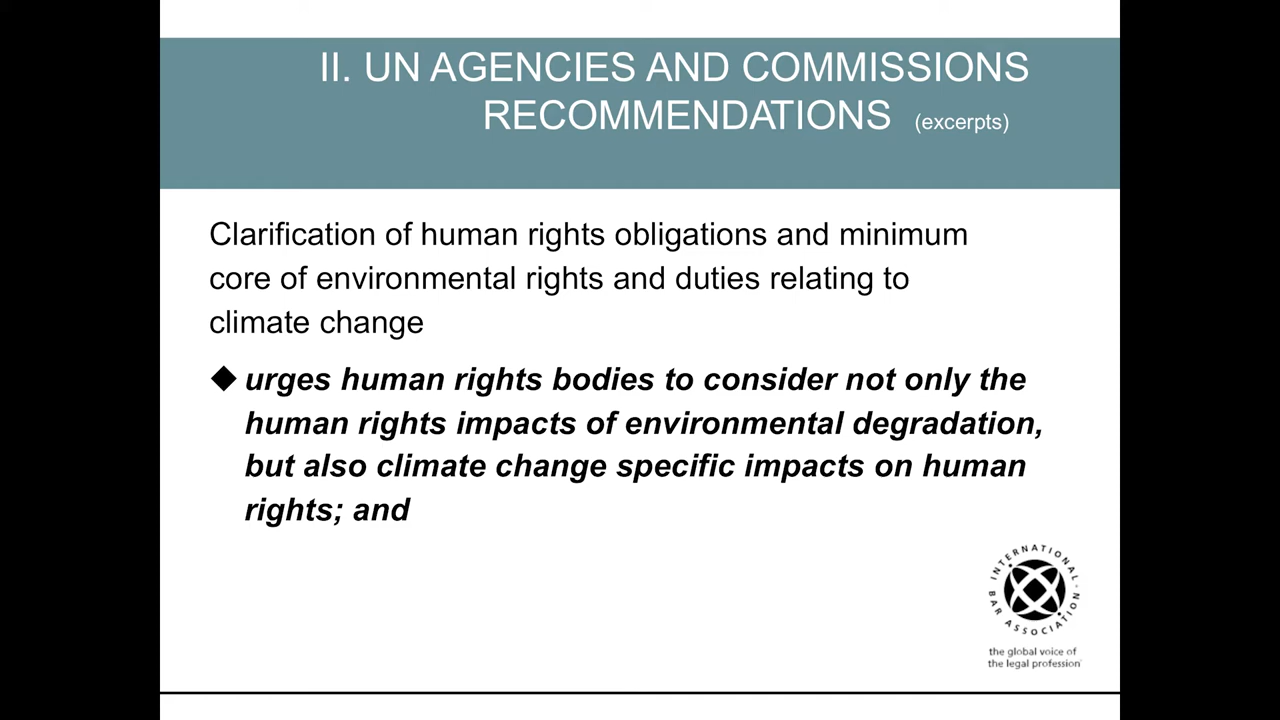 II. UN AGENCIES AND COMMISSIONS
RECOMMENDATIONS (excerpts)
Clarification of human rights obligations and minimum
core of environmental rights and duties relating to
climate change
◆ urges human rights bodies to consider not only the
human rights impacts of environmental degradation,
but also climate change specific impacts on human
rights; and
INTERNATIONAL
BAR ASSOCIATION
the global voice of
the legal profession